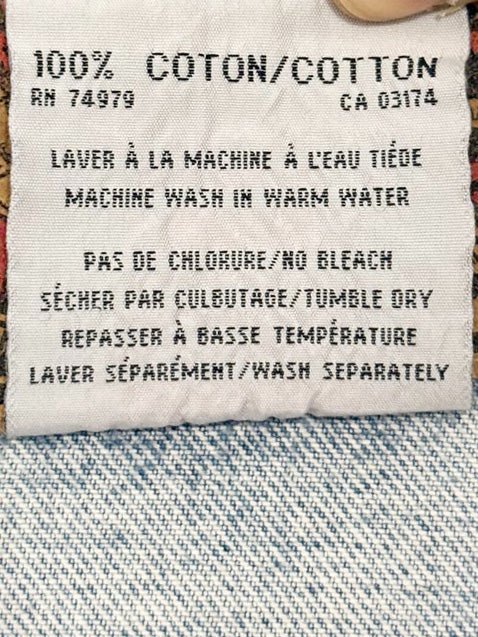 100% COTON/COTTON
RN 74979 CA 03174
LAVER À LA MACHINE À L'EAU TIÉDE
MACHINE WASH IN WARM WATER
PAS DE CHLORURE/NO BLEACH
SÉCHER PAR CULBUTAGE/TUMBLE DRY
REPASSER À BASSE TEMPÉRATURE
LAVER SÉPARÉMENT/WASH SEPARATELY